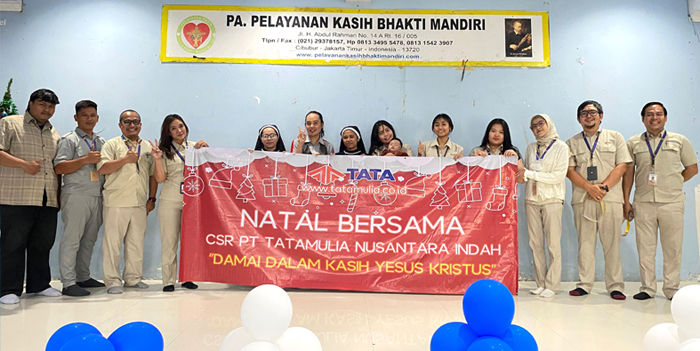 PA. PELAYANAN KASIH BHAKTI MANDIRI
Jl. H. Abdul Rahman No. 14 A Rt. 16 / 005
Tlpn / Fax : (021) 29378157, Hp 0813 3495 5478, 0813 1542 3907
Cibubur - Jakarta Timur - Indonesia - 13720
www.pelayanankasihbhaktimandiri.com
TATA
www.tatamulia.co.id
NATAL BERSAMA
CSR PT TATAMULIA NUSANTARA INDAH
"DAMAI DALAM KASIH YESUS KRISTUS"